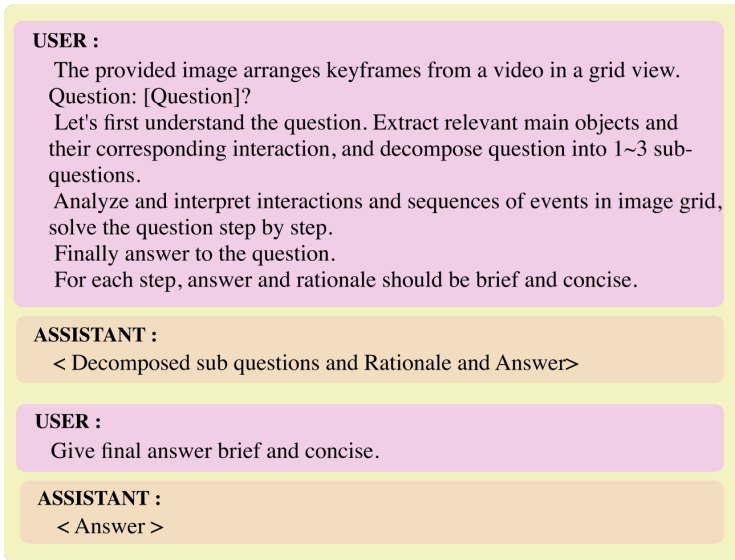 USER :
The provided image arranges keyframes from a video in a grid view.
Question: [Question]?
Let's first understand the question. Extract relevant main objects and
their corresponding interaction, and decompose question into 1~3 sub-
questions.
Analyze and interpret interactions and sequences of events in image grid,
solve the question step by step.
Finally answer to the question.
For each step, answer and rationale should be brief and concise.
ASSISTANT :
< Decomposed sub questions and Rationale and Answer>
USER :
Give final answer brief and concise.
ASSISTANT :
< Answer >